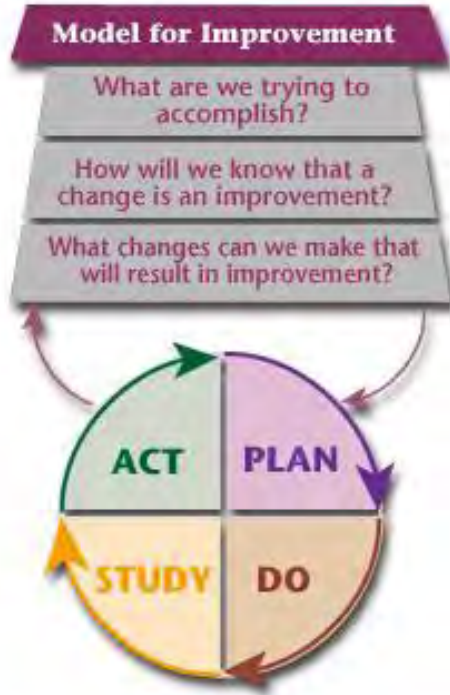 Model for Improvement
What are we trying to
accomplish?
How will we know that a
change is an improvement?
What changes can we make that
will result in improvement?
ACT PLAN
STUDY DO